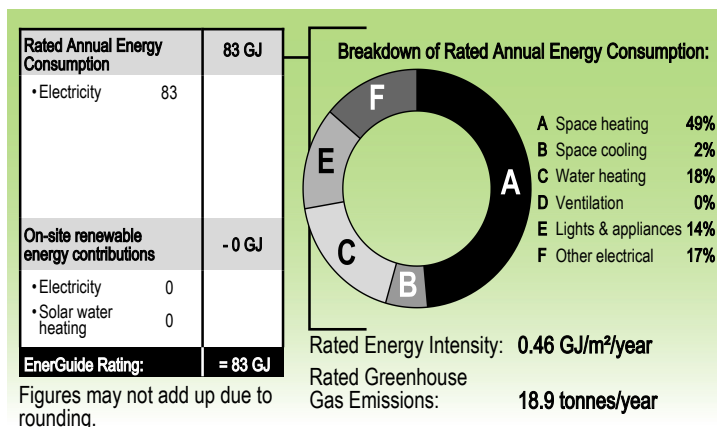 Rated Annual Energy Consumption 83 GJ
• Electricity 83
On-site renewable energy contributions - 0 GJ
• Electricity 0
• Solar water heating 0
EnerGuide Rating: = 83 GJ
Figures may not add up due to
rounding.
Breakdown of Rated Annual Energy Consumption:
F
E
A
C
B
A Space heating 49%
B Space cooling 2%
C Water heating 18%
D Ventilation 0%
E Lights & appliances 14%
F Other electrical 17%
Rated Energy Intensity: 0.46 GJ/m²/year
Rated Greenhouse
Gas Emissions: 18.9 tonnes/year